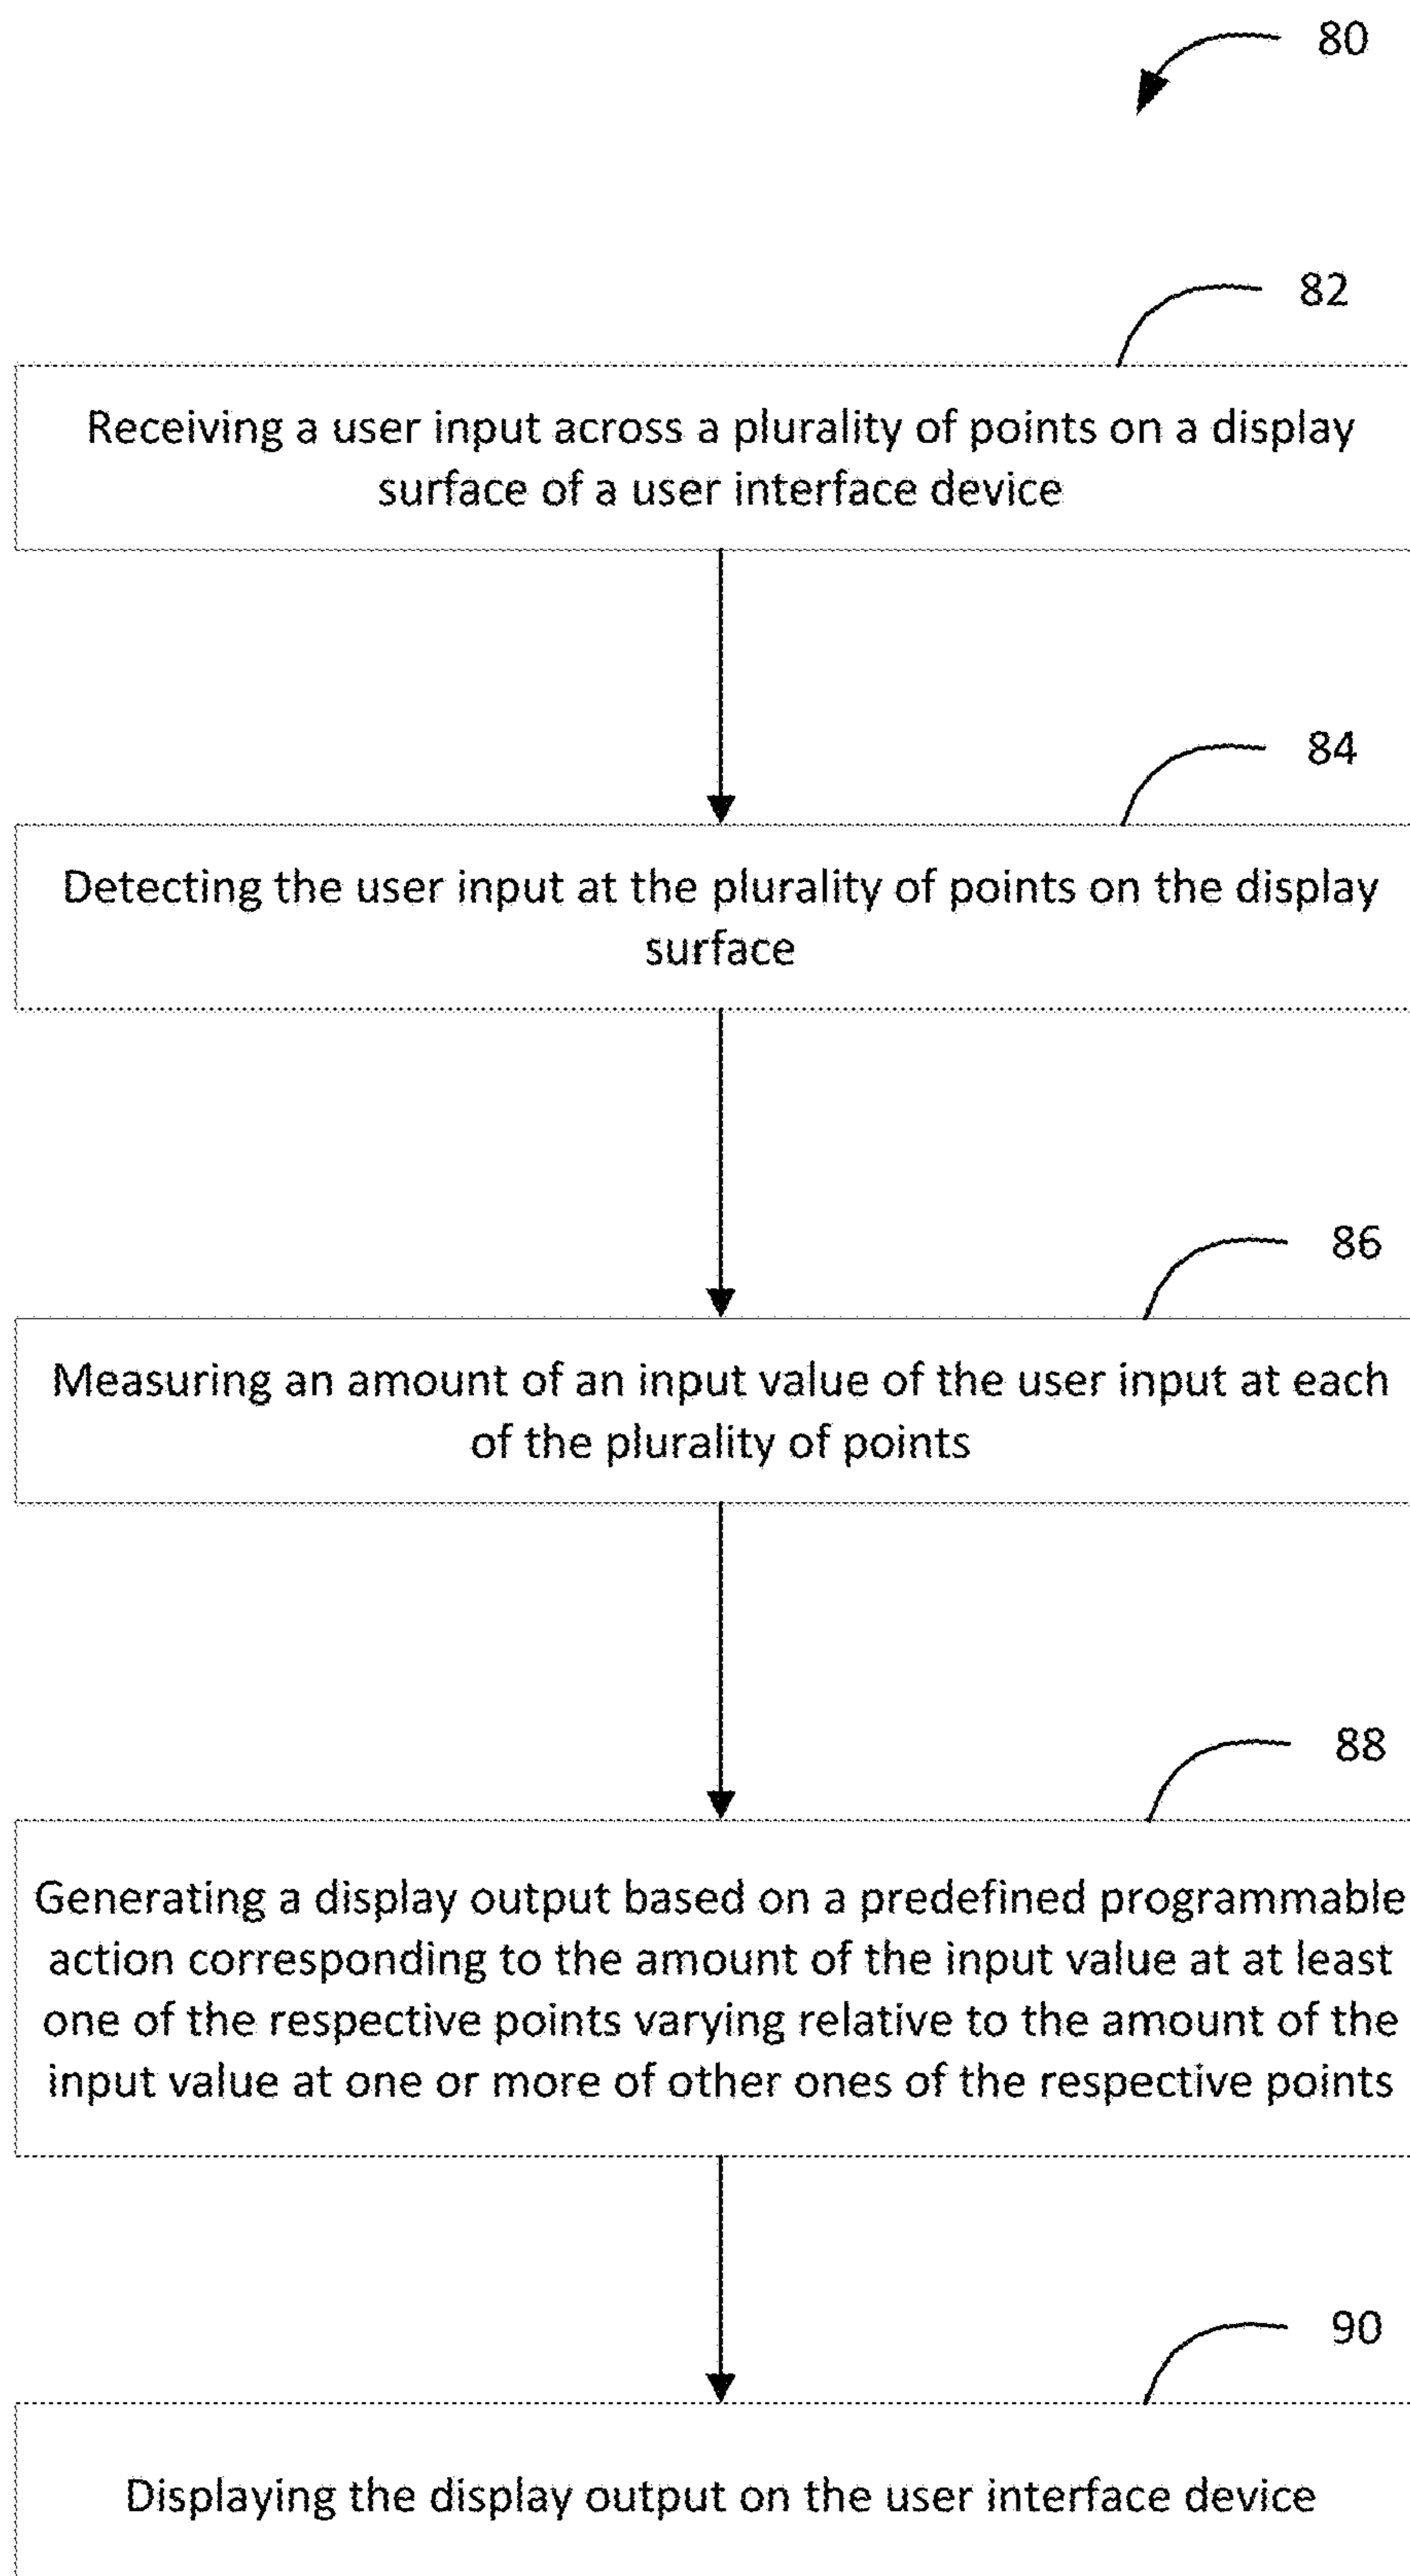 80
82
Receiving a user input across a plurality of points on a display
surface of a user interface device
84
Detecting the user input at the plurality of points on the display
surface
86
Measuring an amount of an input value of the user input at each
of the plurality of points
88
Generating a display output based on a predefined programmable
action corresponding to the amount of the input value at at least
one of the respective points varying relative to the amount of the
input value at one or more of other ones of the respective points
90
Displaying the display output on the user interface device